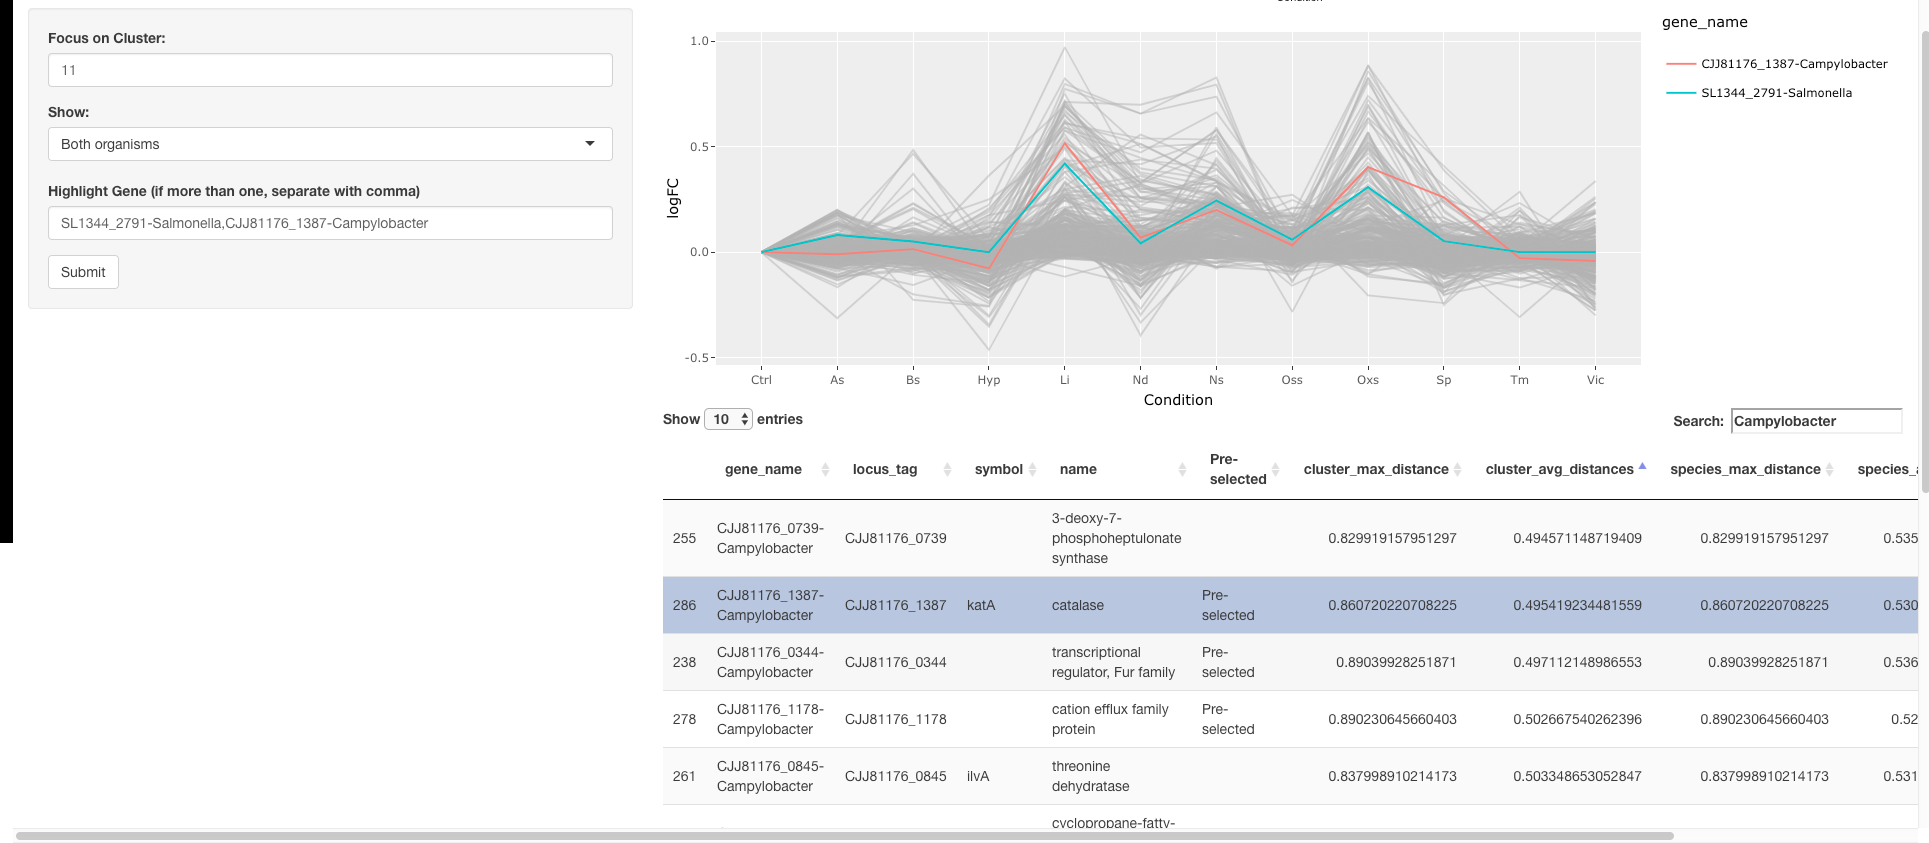 Focus on Cluster:
11
Show:
Both organisms
Highlight Gene (if more than one, separate with comma)
SL1344_2791-Salmonella,CJJ81176_1387-Campylobacter
Submit
gene_name
CJJ81176_1387-Campylobacter
SL1344_2791-Salmonella
1.0
0.5
0.0
-0.5
logFC
Ctrl As Bs Hyp Li Nd Ns Oss Oxs Sp Tm Vic
Condition
Show 10 entries
Search: Campylobacter
gene_name locus_tag symbol name Pre-
selected cluster_max_distance cluster_avg_distances species_max_distance species_a
255 CJJ81176_0739-
Campylobacter CJJ81176_0739 3-deoxy-7-
phosphoheptulonate
synthase 0.829919157951297 0.494571148719409 0.829919157951297 0.535
286 CJJ81176_1387-
Campylobacter CJJ81176_1387 katA catalase Pre-
selected 0.860720220708225 0.495419234481559 0.860720220708225 0.530
238 CJJ81176_0344-
Campylobacter CJJ81176_0344 transcriptional
regulator, Fur family Pre-
selected 0.89039928251871 0.497112148986553 0.89039928251871 0.536
278 CJJ81176_1178-
Campylobacter CJJ81176_1178 cation efflux family
protein Pre-
selected 0.890230645660403 0.502667540262396 0.890230645660403 0.52
261 CJJ81176_0845-
Campylobacter CJJ81176_0845 ilvA threonine
dehydratase 0.837998910214173 0.503348653052847 0.837998910214173 0.531
cyclopropane-fatty-